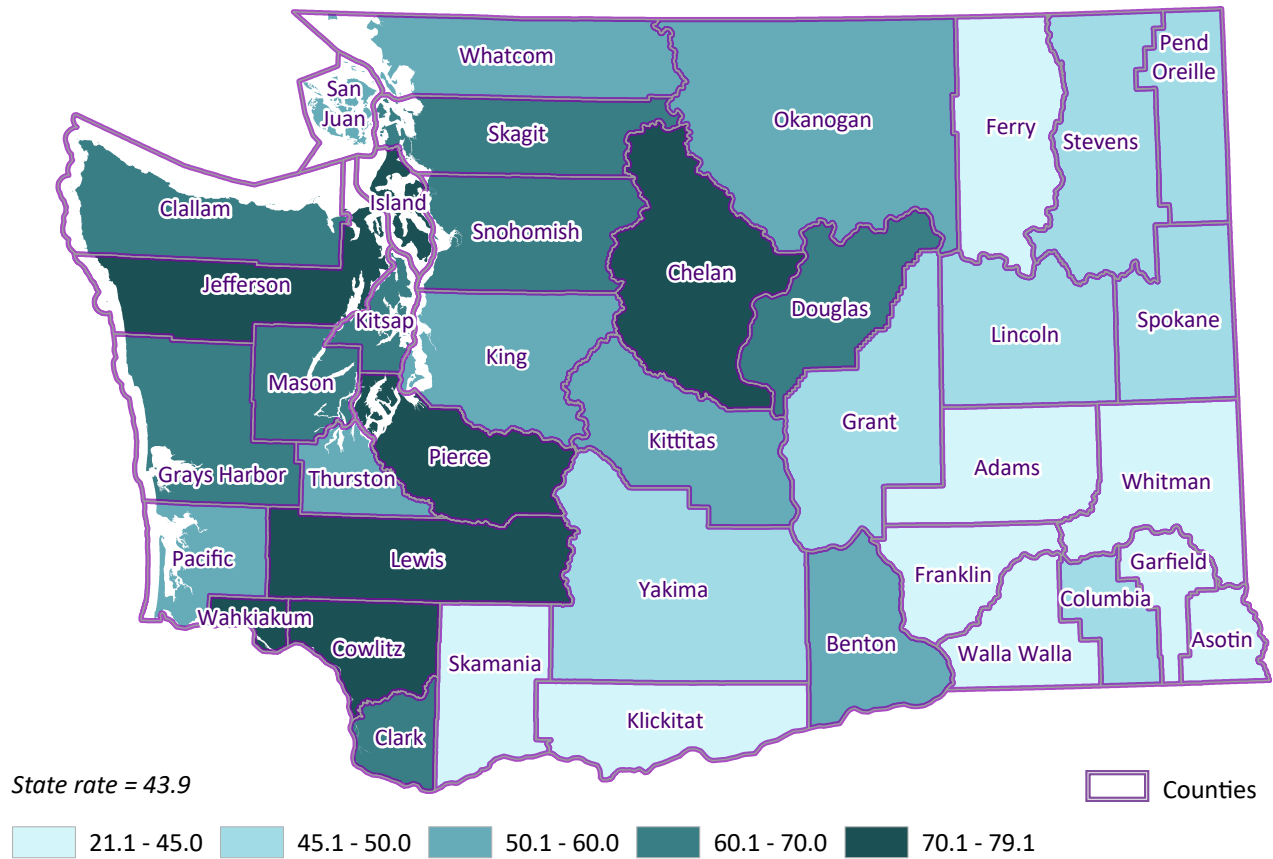 Whatcom
Pend
Oreille
San
Juan
Skagit
Okanogan
Ferry
Stevens
Clallam
Island
Snohomish
Jefferson
Chelan
Kitsap
Douglas
Lincoln
Spokane
King
Mason
Grant
Kittitas
Pierce
Adams
Whitman
Grays Harbor
Thurston
Pacific
Lewis
Yakima
Franklin
Garfield
Columbia
Wahkiakum
Cowlitz
Skamania
Benton
Walla Walla
Asotin
Klickitat
Clark
State rate = 43.9
Counties
21.1 - 45.0
45.1 - 50.0
50.1 - 60.0
60.1 - 70.0
70.1 - 79.1